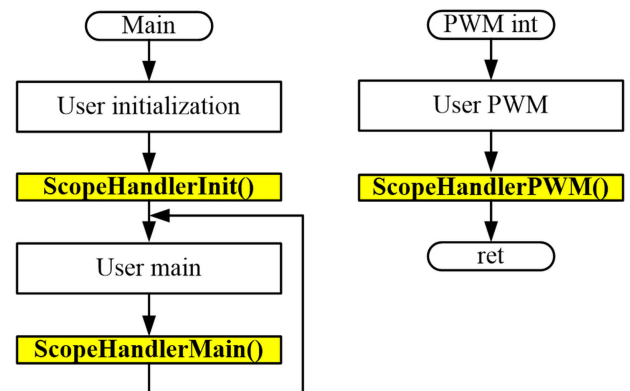 Main
User initialization
ScopeHandlerInit()
User main
ScopeHandlerMain()
PWM int
User PWM
ScopeHandlerPWM()
ret